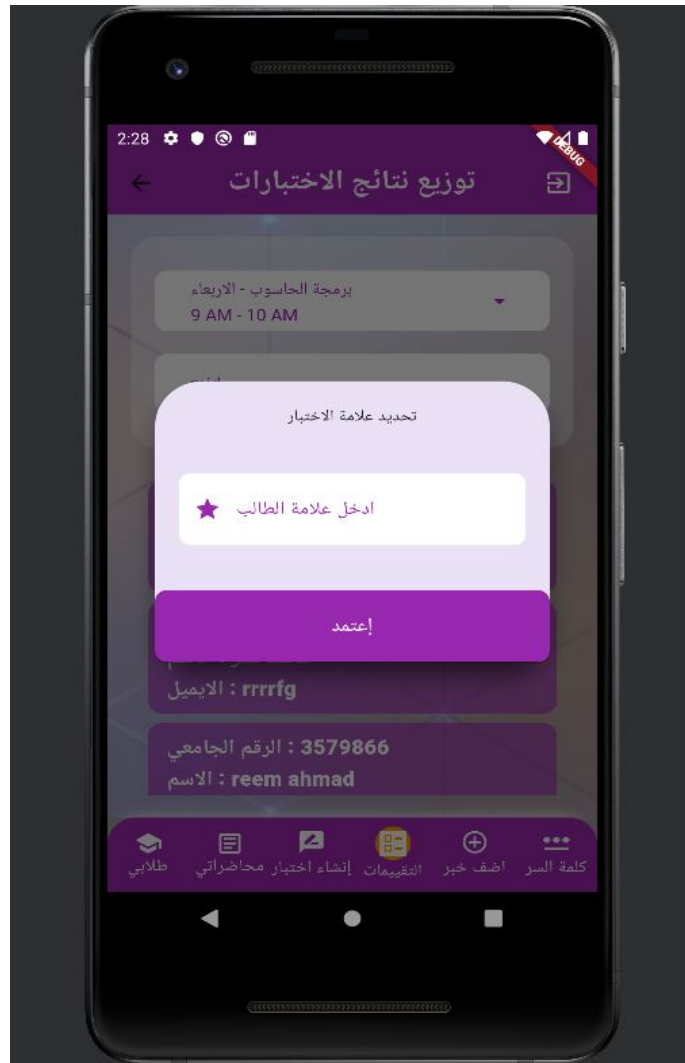 2:28
DEBUG
توزيع نتائج الاختبارات
برمجة الحاسوب - الاربعاء
9 AM - 10 AM
تحديد علامة الاختبار
ادخل علامة الطالب
إعتمد
rrrrfg : الايميل
3579866 : الرقم الجامعي
reem ahmad : الاسم
طلابي
محاضراتي
إنشاء اختبار
التقييمات
اضف خبر
كلمة السر